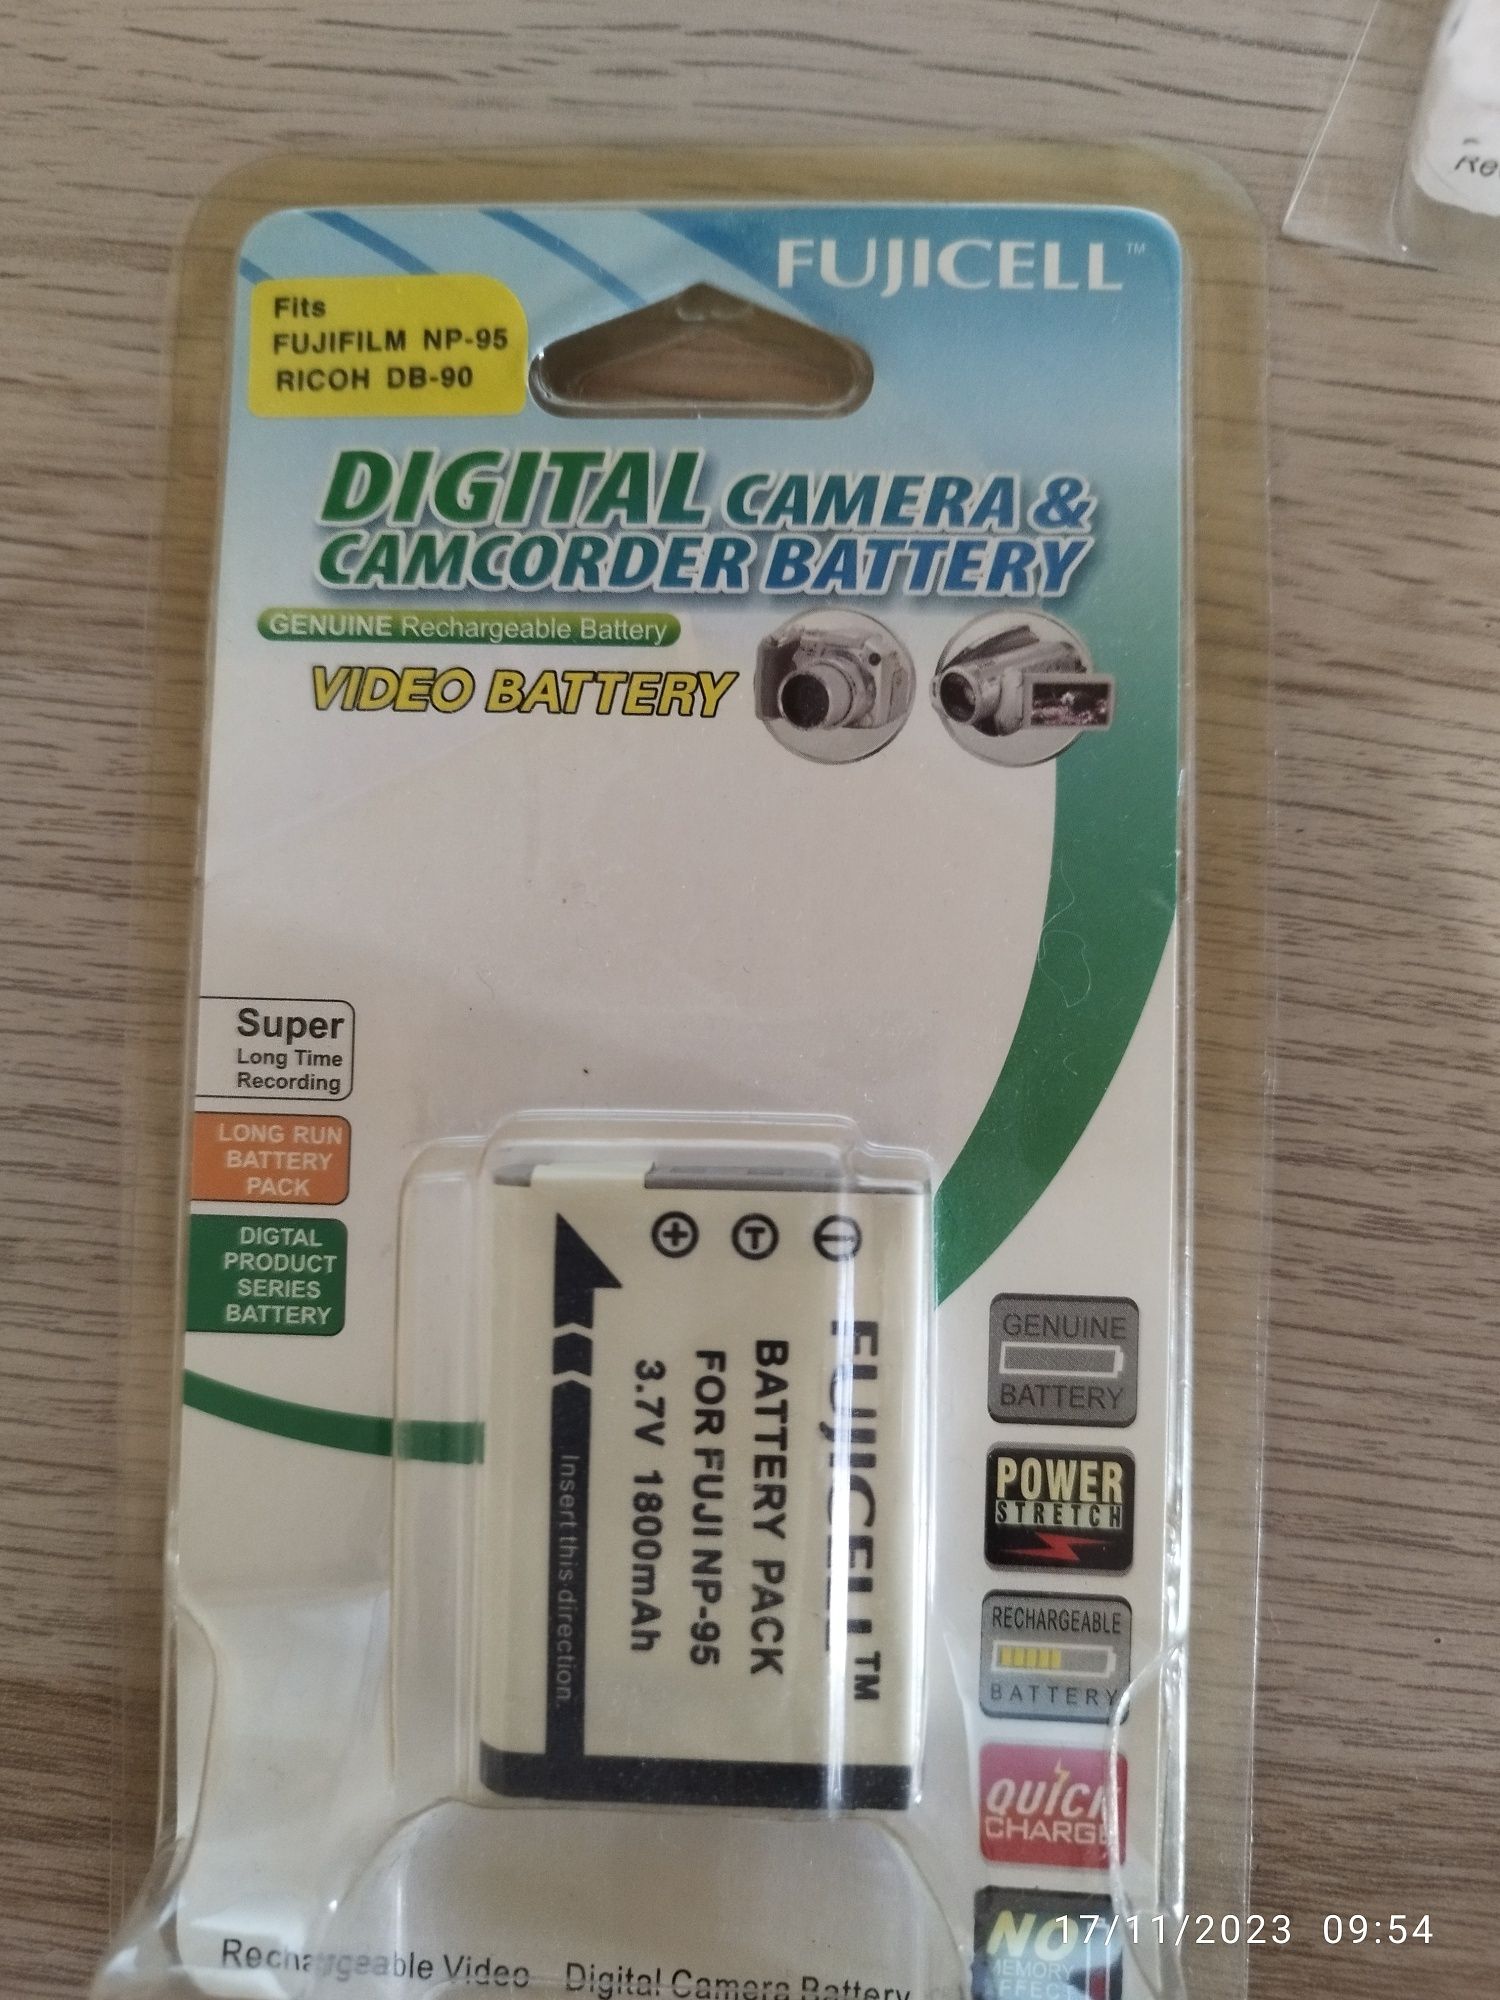 FUJICELL™
Fits
FUJIFILM NP-95
RICOH DB-90
DIGITAL CAMERA &
CAMCORDER BATTERY
GENUINE Rechargeable Battery
VIDEO BATTERY
Super
Long Time
Recording
LONG RUN
BATTERY
PACK
DIGTAL
PRODUCT
SERIES
BATTERY
FUJICELL™
BATTERY PACK
FOR FUJI NP-95
3.7V 1800mAh
Insert this direction.
+ T −
GENUINE
BATTERY
POWER
STRETCH
RECHARGEABLE
BATTERY
QUICK
CHARGE
NO
MEMORY
EFFECT
Rechargeable Video Digital Camera Battery
17/11/2023 09:54